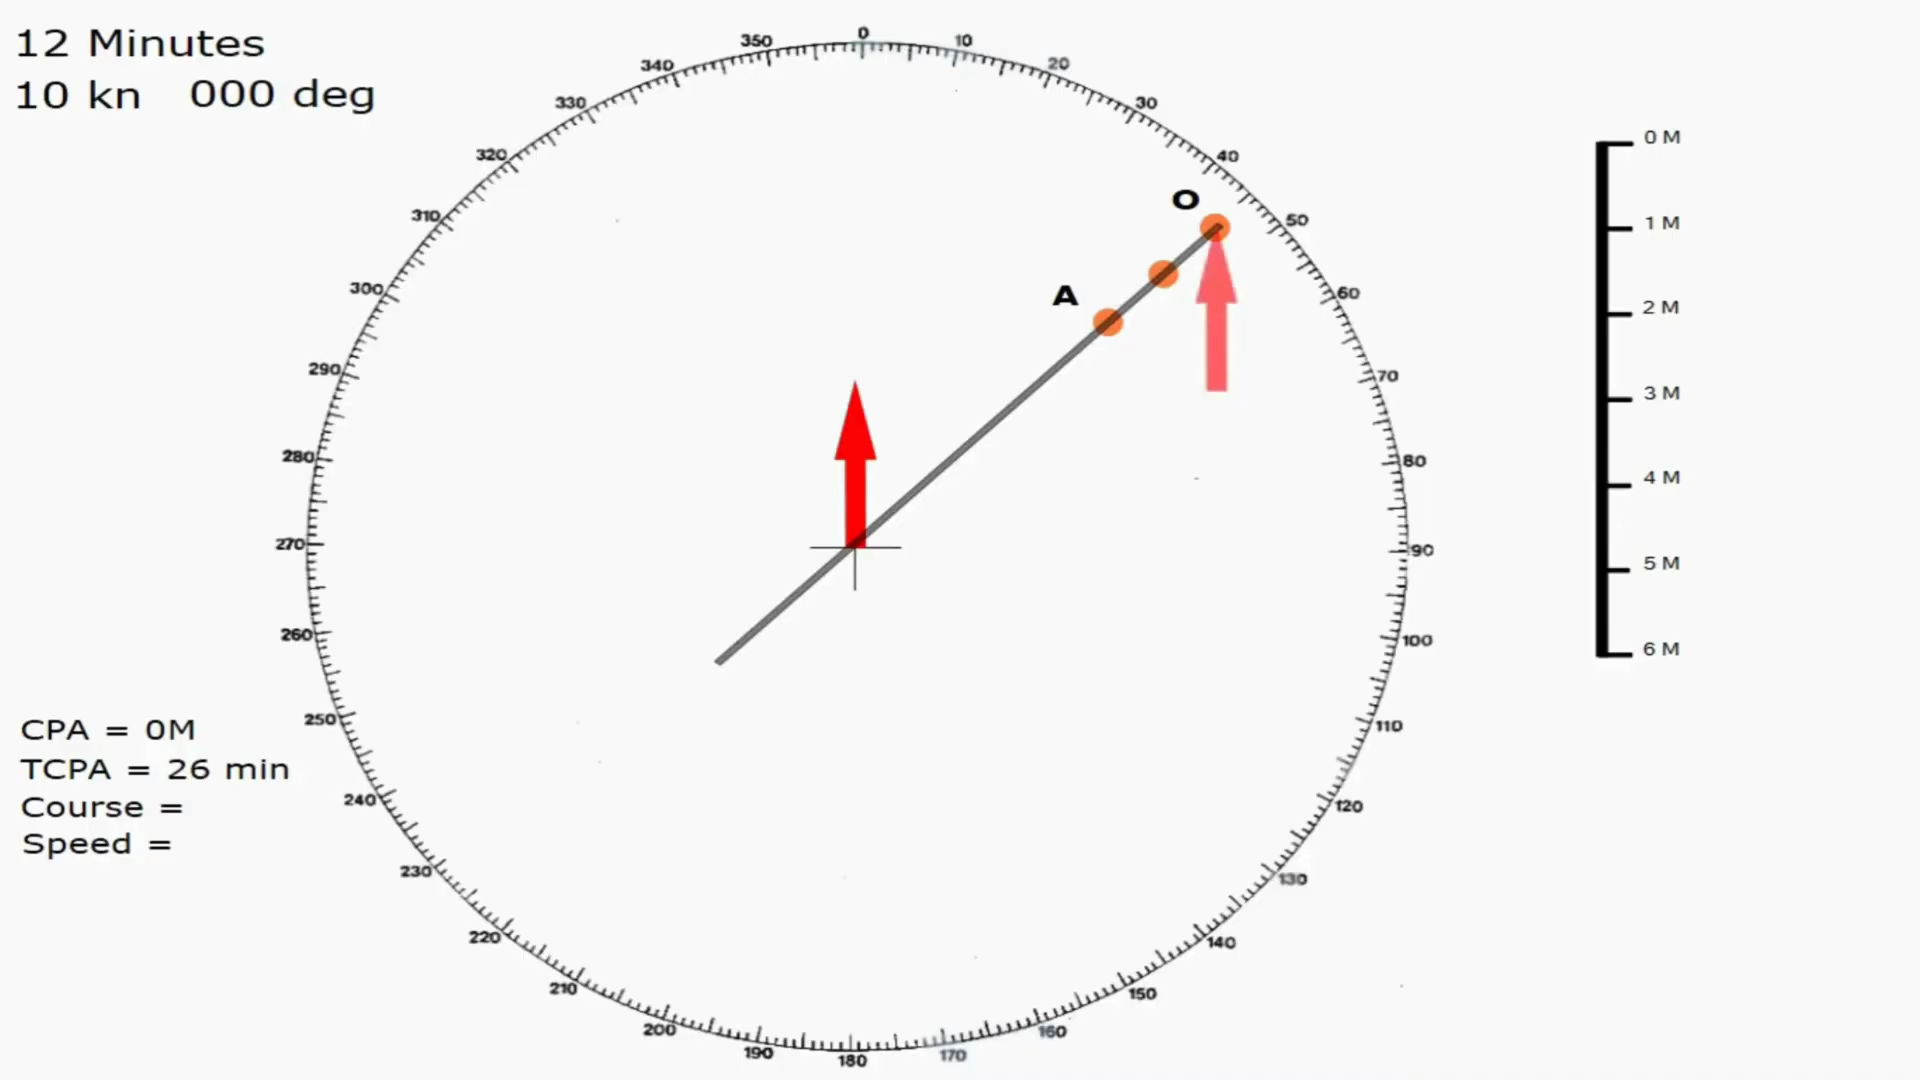 12 Minutes
10 kn 000 deg
0
10
20
30
40
50
60
70
80
90
100
110
120
130
140
150
160
170
180
190
200
210
220
230
240
250
260
270
280
290
300
310
320
330
340
350
O
A
0 M
1 M
2 M
3 M
4 M
5 M
6 M
CPA = 0M
TCPA = 26 min
Course =
Speed =